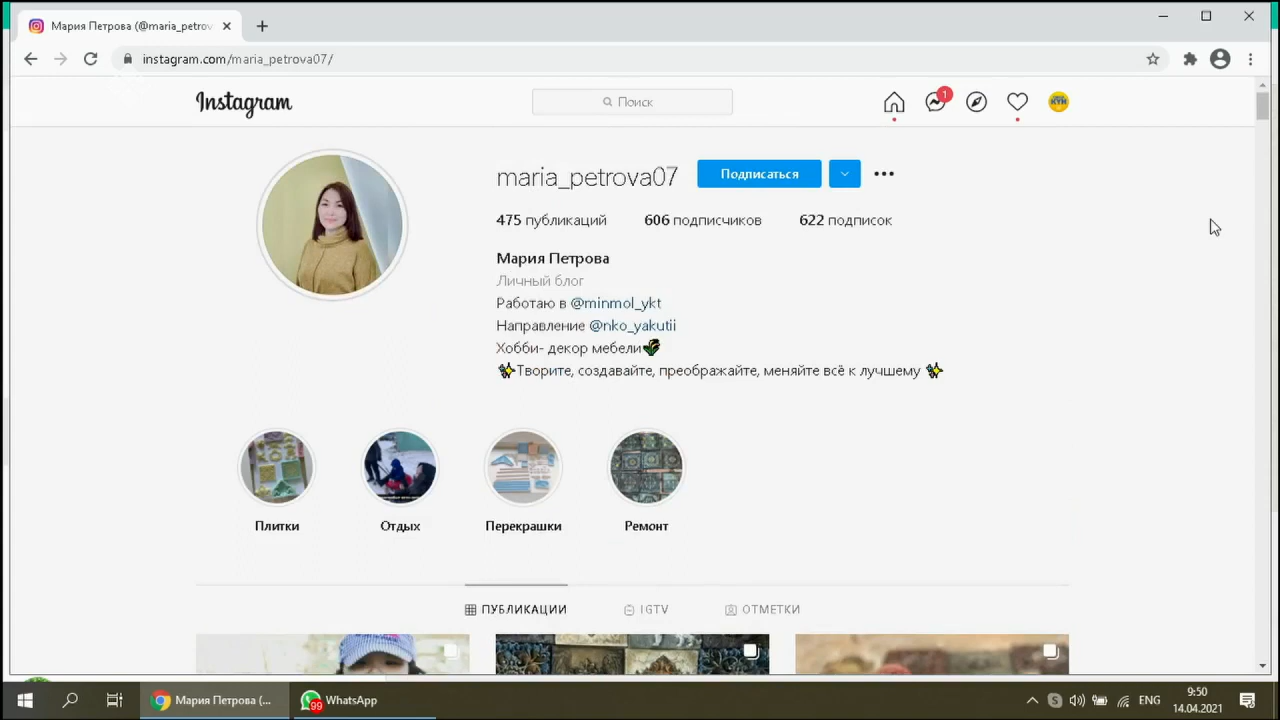 Мария Петрова (@maria_petrov
instagram.com/maria_petrova07/
Instagram
Поиск
1
maria_petrova07
Подписаться
475 публикаций 606 подписчиков 622 подписок
Мария Петрова
Личный блог
Работаю в @minmol_ykt
Направление @nko_yakutii
Хобби- декор мебели
Творите, создавайте, преображайте, меняйте всё к лучшему
Плитки Отдых Перекрашки Ремонт
ПУБЛИКАЦИИ IGTV ОТМЕТКИ
Мария Петрова (... 99 WhatsApp ENG 9:50
14.04.2021